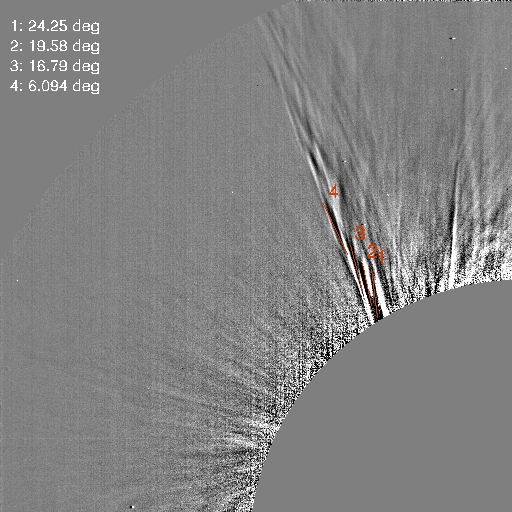 1: 24.25 deg
2: 19.58 deg
3: 16.79 deg
4: 6.094 deg
4
3
2
1